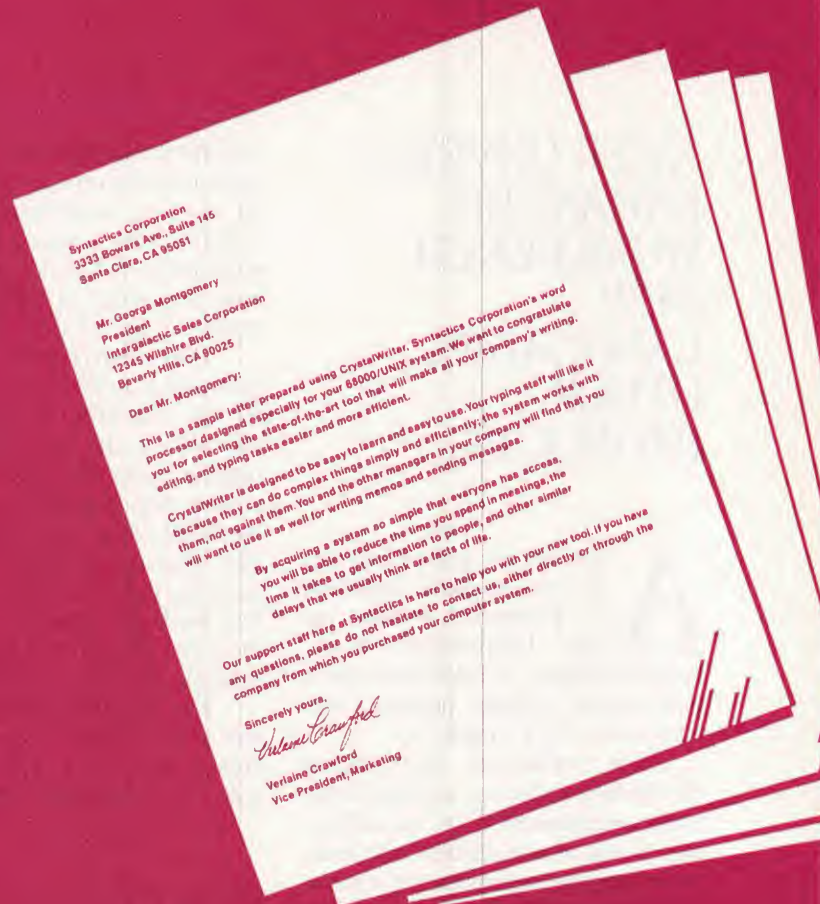 Syntactics Corporation
3333 Bowers Ave., Suite 145
Santa Clara, CA 95051
Mr. George Montgomery
President
Intergalactic Sales Corporation
12345 Wilshire Blvd.
Beverly Hills, CA 90025
Dear Mr. Montgomery:
This is a sample letter prepared using CrystalWriter, Syntactics Corporation's word
processor designed especially for your 68000/UNIX system. We want to congratulate
you for selecting the state-of-the-art tool that will make all your company's writing,
editing, and typing tasks easier and more efficient.
CrystalWriter is designed to be easy to learn and easy to use. Your typing staff will like it
because they can do complex things simply and efficiently; the system works with
them, not against them. You and the other managers in your company will find that you
will want to use it as well for writing memos and sending messages.
By acquiring a system so simple that everyone has access,
you will be able to reduce the time you spend in meetings, the
time it takes to get information to people, and other similar
delays that we usually think are facts of life.
Our support staff here at Syntactics is here to help you with your new tool. If you have
any questions, please do not hesitate to contact us, either directly or through the
company from which you purchased your computer system.
Sincerely yours,
Verlaine Crawford
Verlaine Crawford
Vice President, Marketing